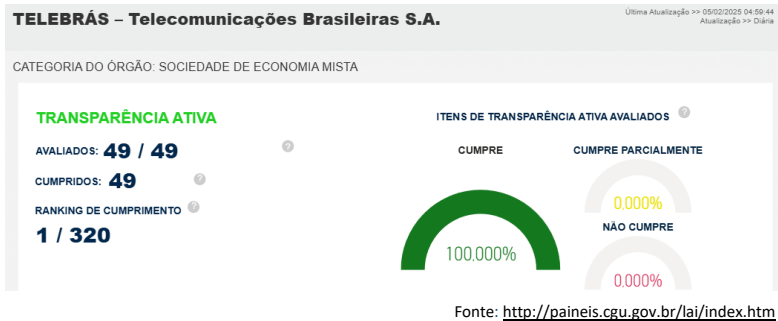 TELEBRÁS – Telecomunicações Brasileiras S.A.
Última Atualização >> 05/02/2025 04:59:44
Atualização >> Diária
CATEGORIA DO ÓRGÃO: SOCIEDADE DE ECONOMIA MISTA
TRANSPARÊNCIA ATIVA
AVALIADOS: 49 / 49 ?
CUMPRIDOS: 49 ?
RANKING DE CUMPRIMENTO ?
1 / 320
ITENS DE TRANSPARÊNCIA ATIVA AVALIADOS ?
CUMPRE
100.000%
CUMPRE PARCIALMENTE
0.000%
NÃO CUMPRE
0.000%
Fonte: http://paineis.cgu.gov.br/lai/index.htm